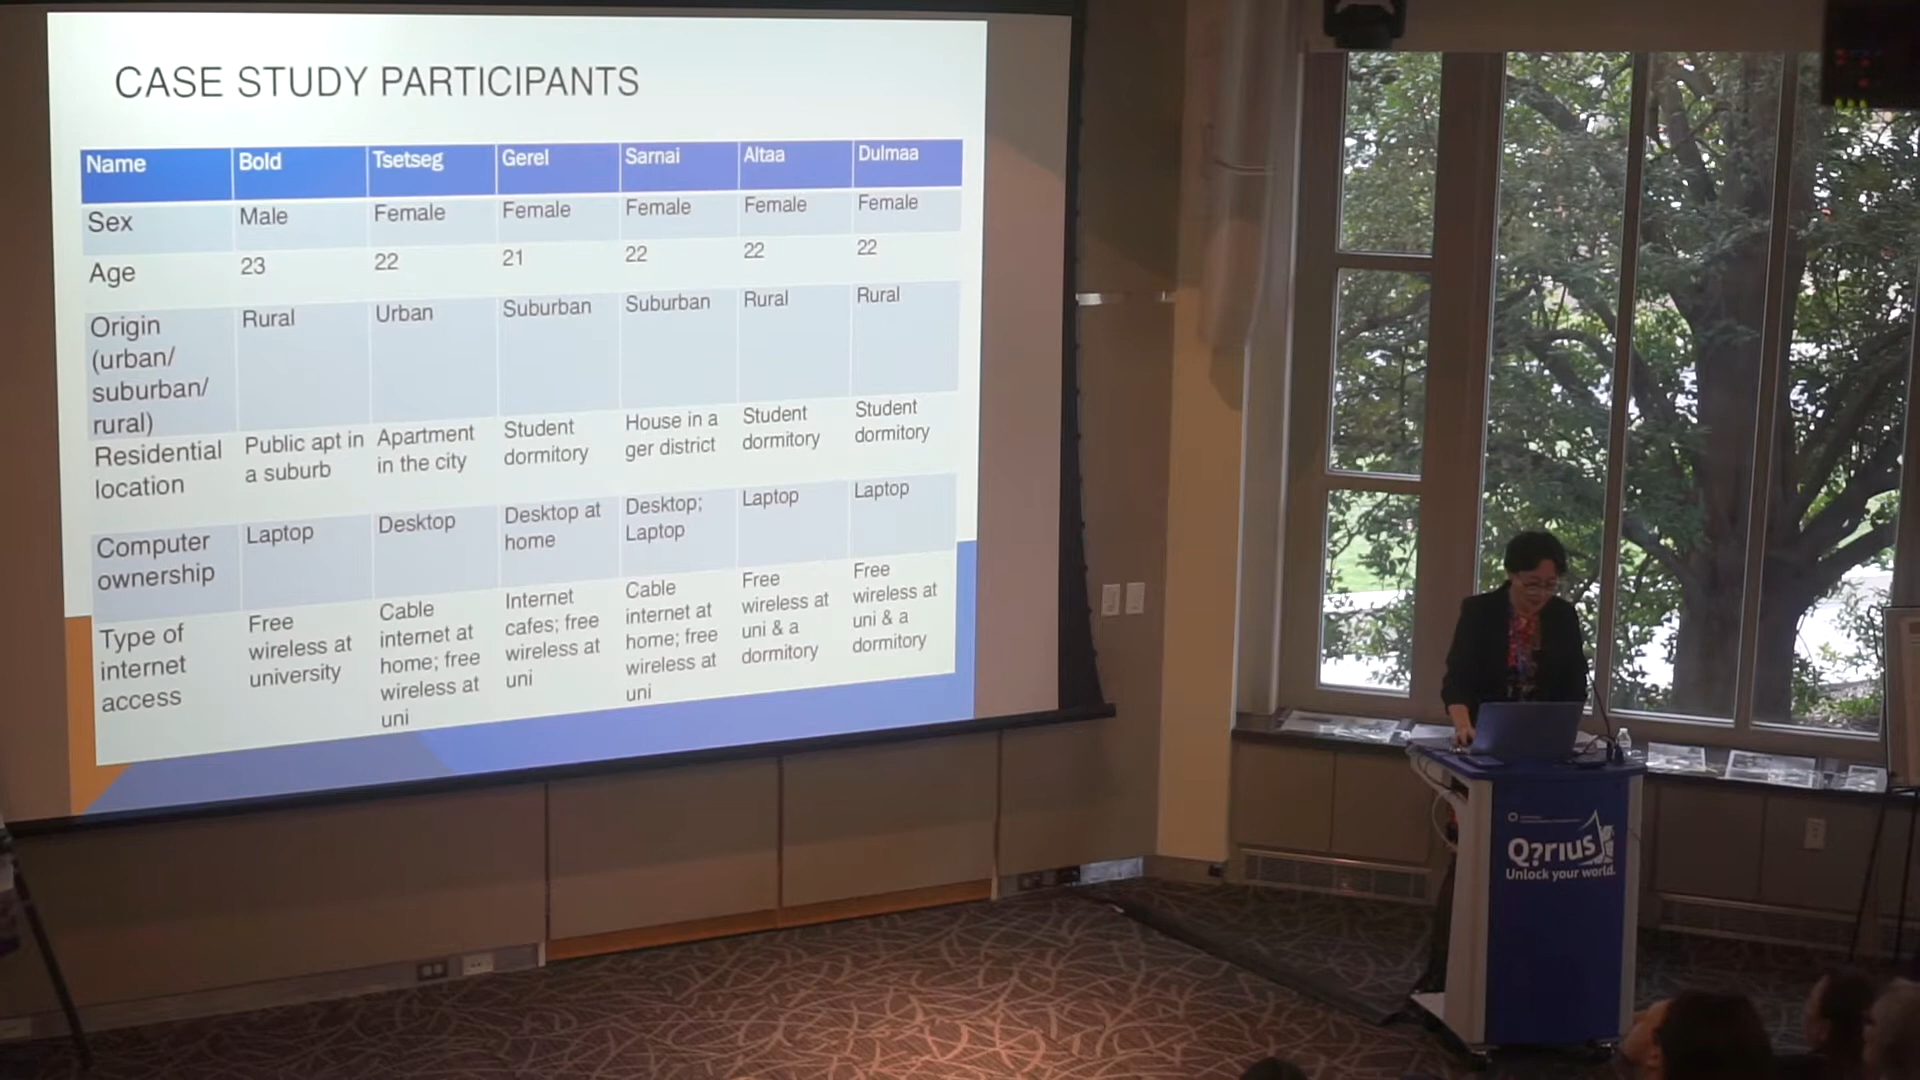 CASE STUDY PARTICIPANTS
Name Bold Tsetseg Gerel Sarnai Altaa Dulmaa
Sex Male Female Female Female Female Female
Age 23 22 21 22 22 22
Origin
(urban/
suburban/
rural)
Rural Urban Suburban Suburban Rural Rural
Residential
location
Public apt in
a suburb
Apartment
in the city
Student
dormitory
House in a
ger district
Student
dormitory
Student
dormitory
Computer
ownership
Laptop
Desktop
Desktop at
home
Desktop;
Laptop
Laptop
Laptop
Type of
internet
access
Free
wireless at
university
Cable
internet at
home; free
wireless at
uni
Internet
cafes; free
wireless at
uni
Cable
internet at
home; free
wireless at
uni
Free
wireless at
uni & a
dormitory
Free
wireless at
uni & a
dormitory
Q?rius
Unlock your world.